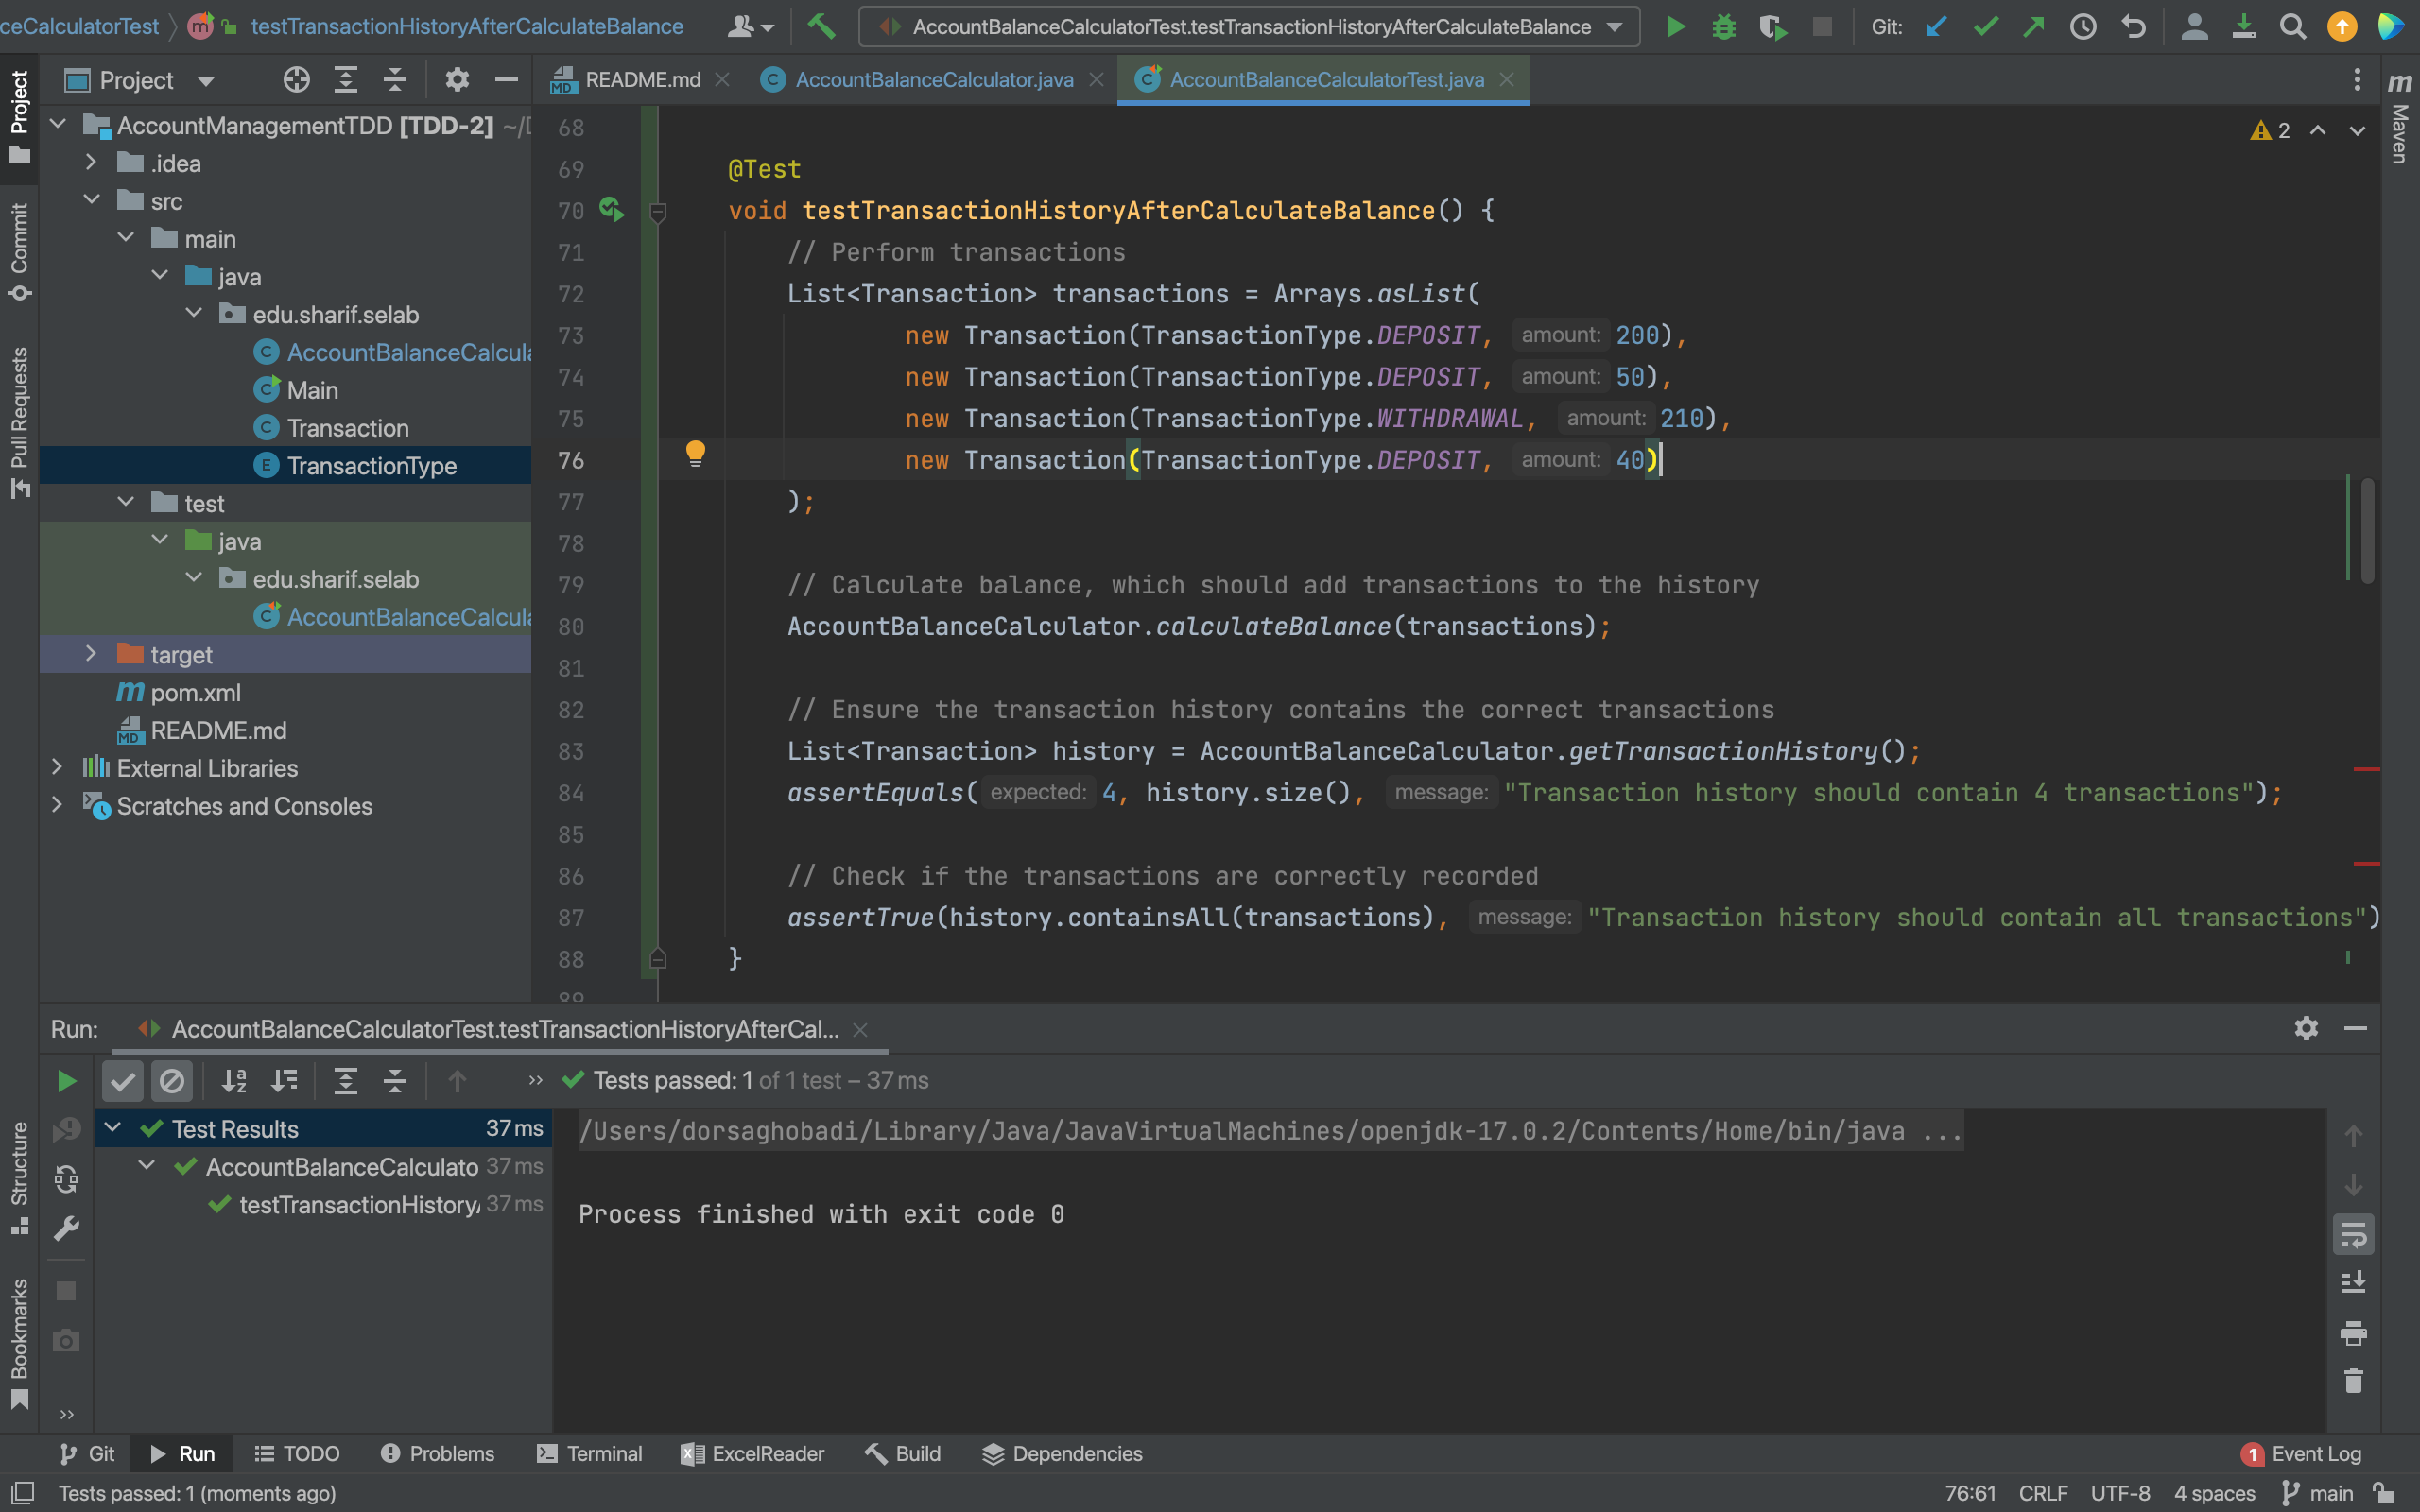 ceCalculatorTest
testTransactionHistoryAfterCalculateBalance
AccountBalanceCalculatorTest.testTransactionHistoryAfterCalculateBalance
Git:
Project
README.md
AccountBalanceCalculator.java
AccountBalanceCalculatorTest.java
Project
Commit
Pull Requests
Structure
Bookmarks
Maven
AccountManagementTDD [TDD-2] ~/D
.idea
src
main
java
edu.sharif.selab
AccountBalanceCalcula
Main
Transaction
TransactionType
test
java
edu.sharif.selab
AccountBalanceCalcula
target
pom.xml
README.md
External Libraries
Scratches and Consoles
2
68
69 @Test
70 void testTransactionHistoryAfterCalculateBalance() {
71 // Perform transactions
72 List<Transaction> transactions = Arrays.asList(
73 new Transaction(TransactionType.DEPOSIT, amount: 200),
74 new Transaction(TransactionType.DEPOSIT, amount: 50),
75 new Transaction(TransactionType.WITHDRAWAL, amount: 210),
76 new Transaction(TransactionType.DEPOSIT, amount: 40)
77 );
78
79 // Calculate balance, which should add transactions to the history
80 AccountBalanceCalculator.calculateBalance(transactions);
81
82 // Ensure the transaction history contains the correct transactions
83 List<Transaction> history = AccountBalanceCalculator.getTransactionHistory();
84 assertEquals( expected: 4, history.size(), message: "Transaction history should contain 4 transactions");
85
86 // Check if the transactions are correctly recorded
87 assertTrue(history.containsAll(transactions), message: "Transaction history should contain all transactions")
88 }
89
Run: AccountBalanceCalculatorTest.testTransactionHistoryAfterCal...
Tests passed: 1 of 1 test – 37 ms
Test Results 37 ms
AccountBalanceCalculato 37 ms
testTransactionHistory 37 ms
/Users/dorsaghobadi/Library/Java/JavaVirtualMachines/openjdk-17.0.2/Contents/Home/bin/java ...
Process finished with exit code 0
Git
Run
TODO
Problems
Terminal
ExcelReader
Build
Dependencies
1 Event Log
Tests passed: 1 (moments ago)
76:61 CRLF UTF-8 4 spaces main